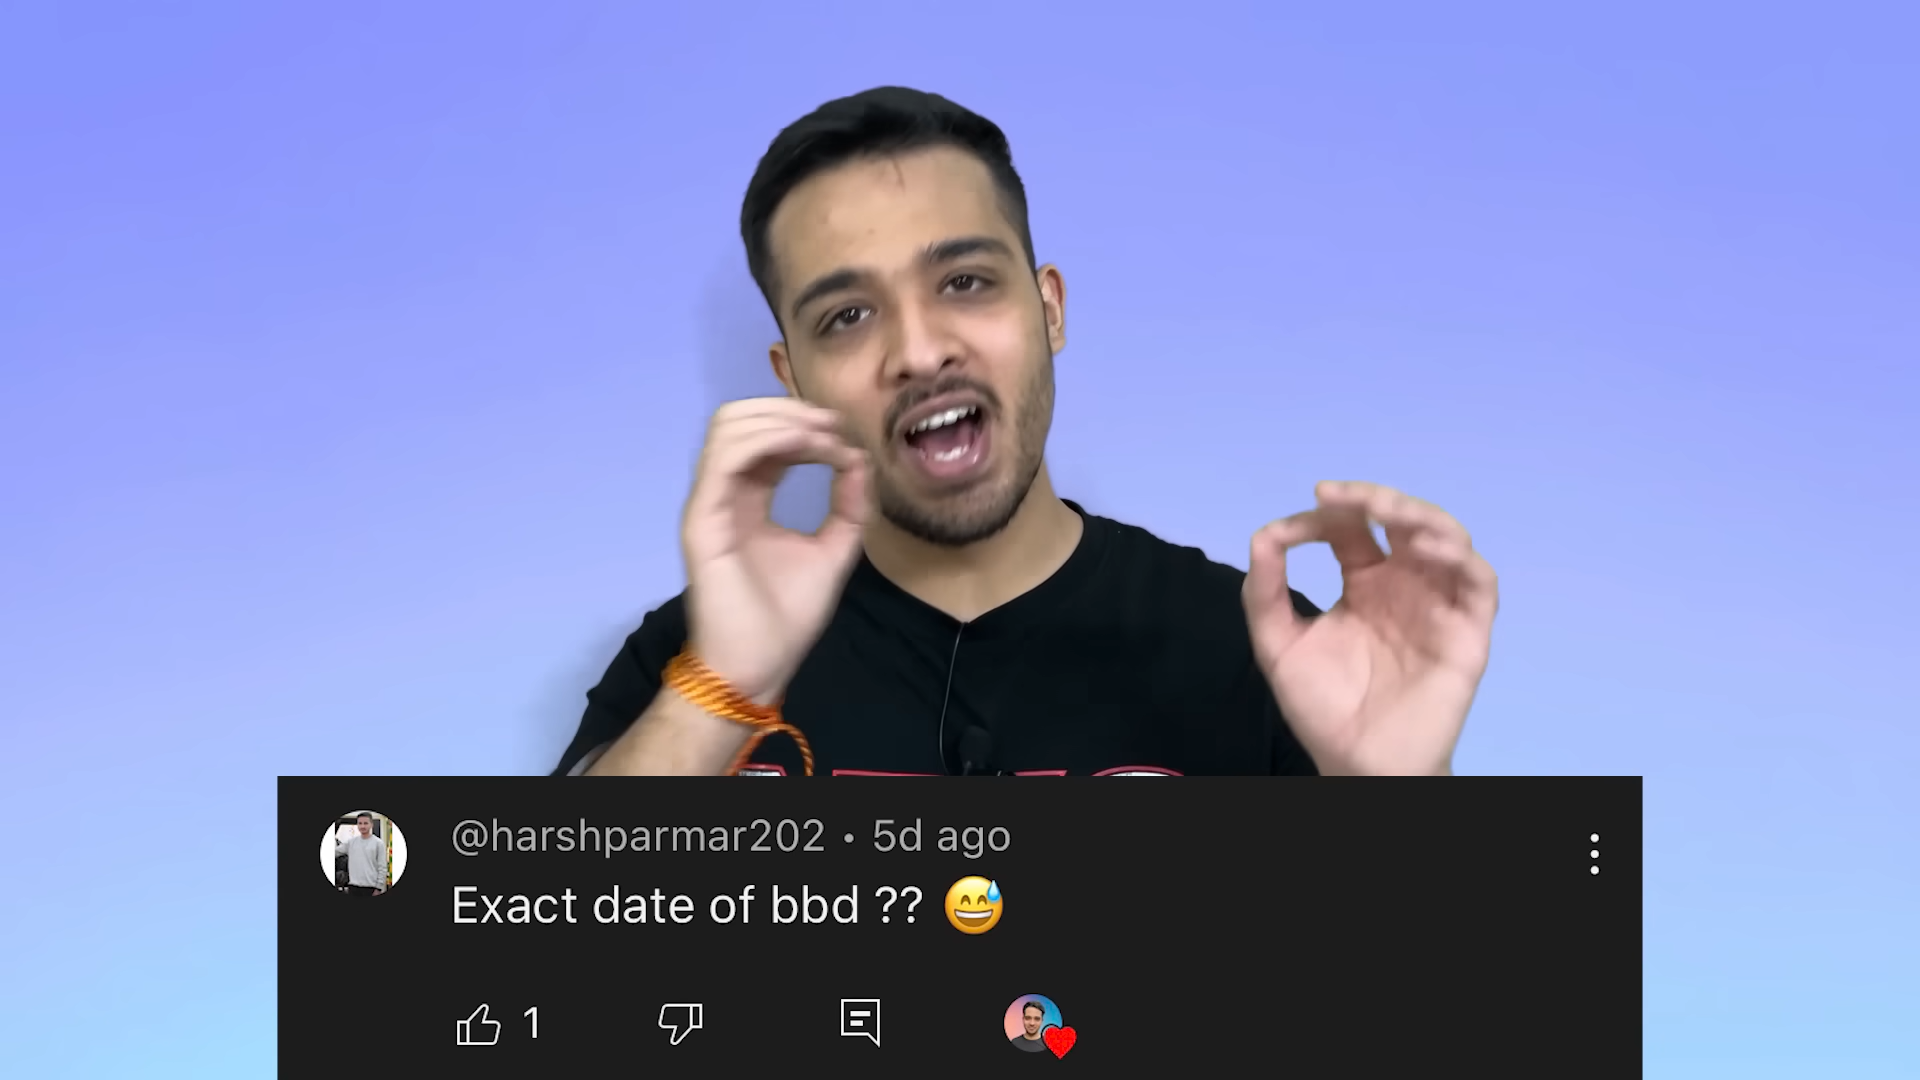 @harshparmar202 • 5d ago
Exact date of bbd ?? 😅
1